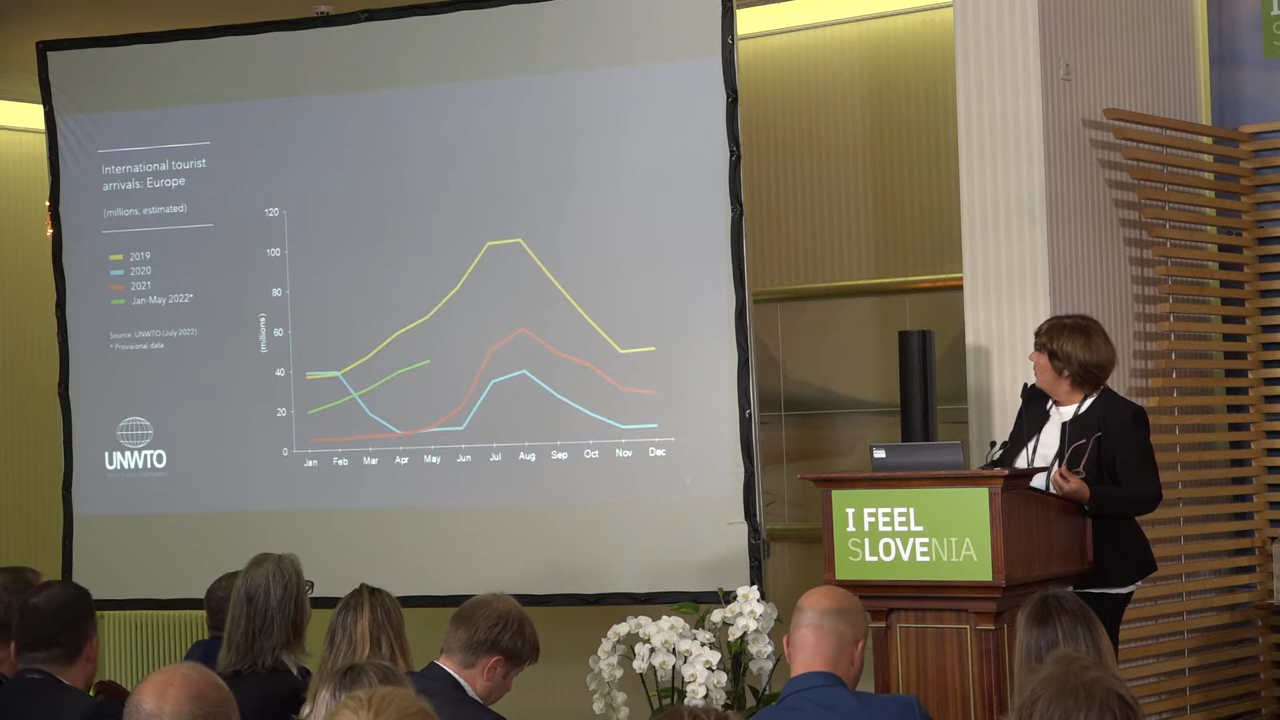 International tourist
arrivals: Europe
(millions, estimated)
2019
2020
2021
Jan-May 2022*
Source: UNWTO (July 2022)
* Provisional data
UNWTO
(millions)
120
100
80
60
40
20
0
Jan Feb Mar Apr May Jun Jul Aug Sep Oct Nov Dec
I FEEL
SLOVENIA